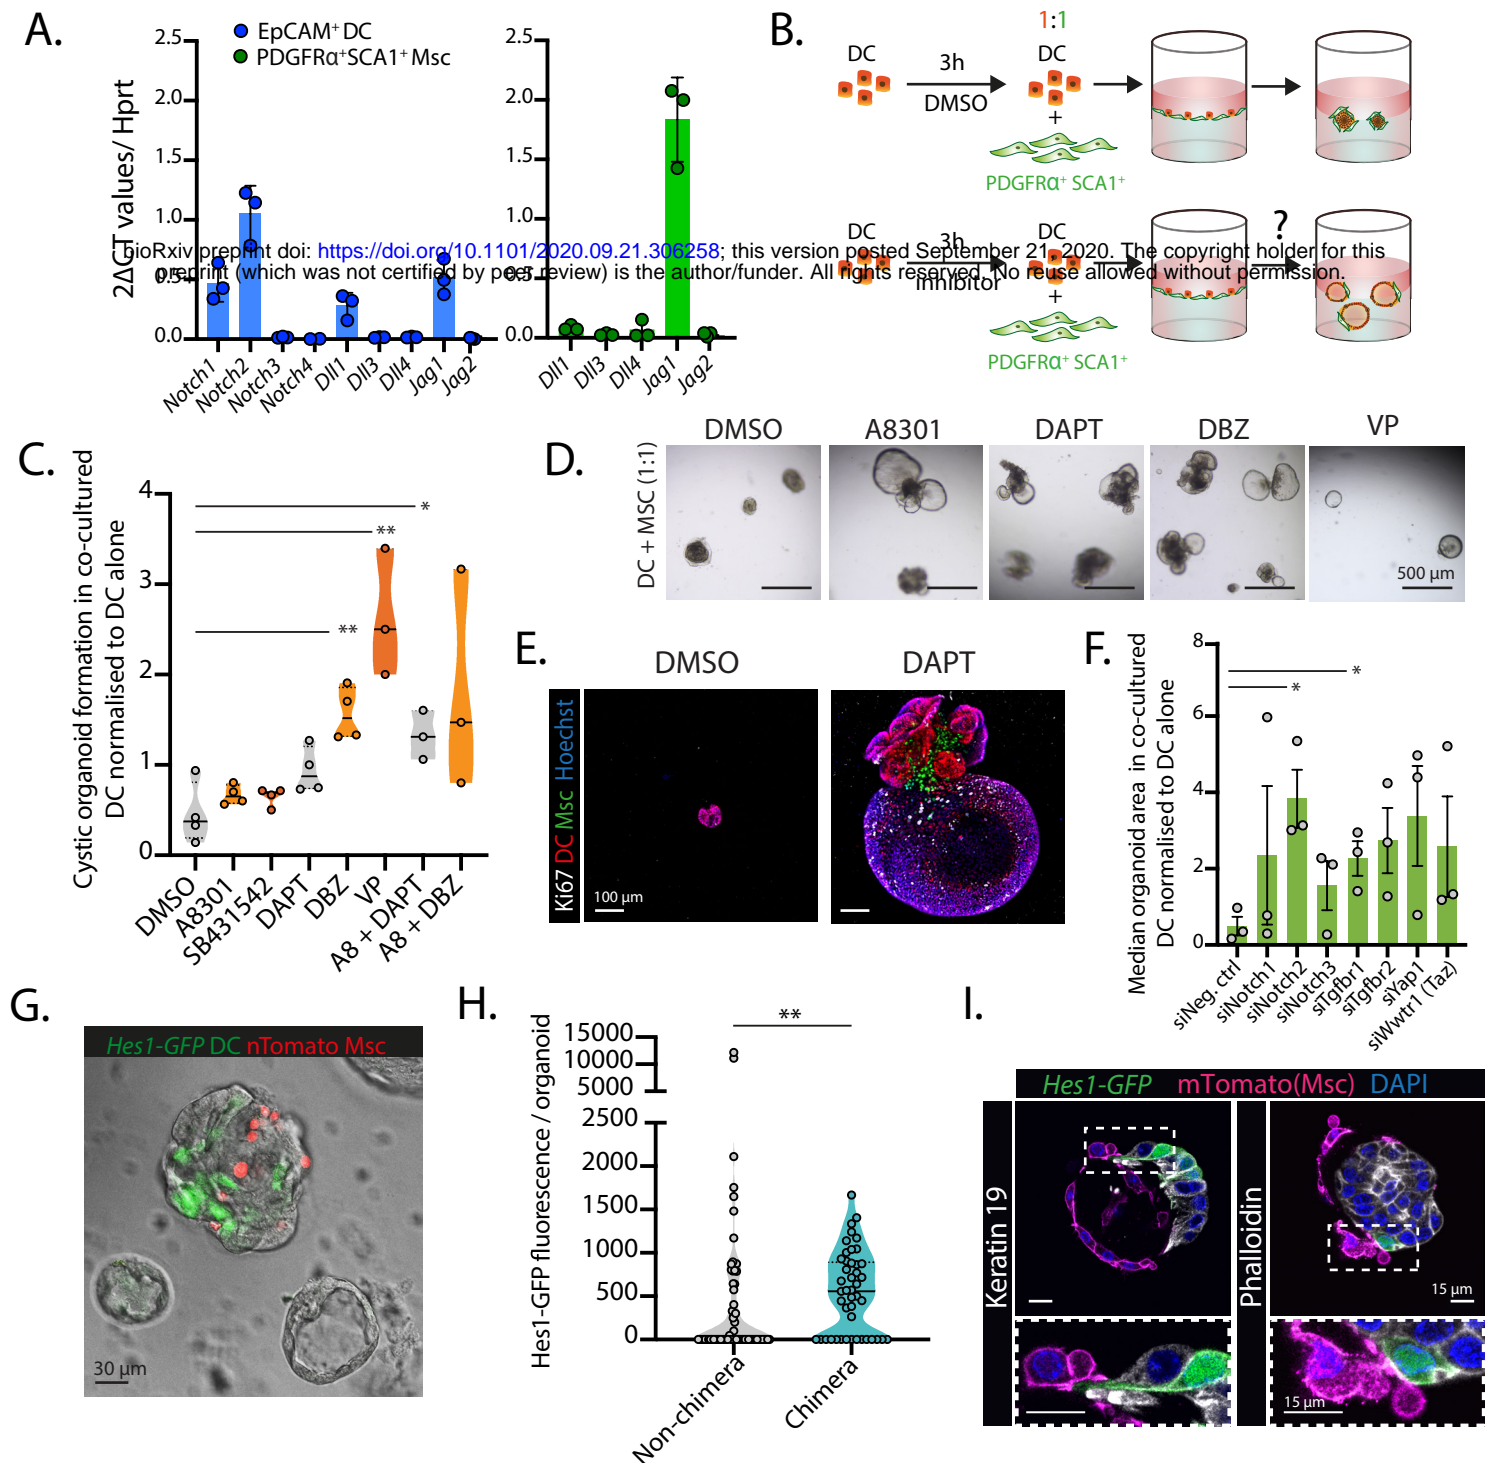 A.
EpCAM⁺ DC
PDGFRα⁺SCA1⁺ Msc
2ΔCT values/ Hprt
2.5
2.0
1.5
1.0
0.5
0.0
Notch1
Notch2
Notch3
Notch4
Dll1
Dll3
Dll4
Jag1
Jag2
2.5
2.0
1.5
1.0
0.5
0.0
Dll1
Dll3
Dll4
Jag1
Jag2
B.
1:1
DC
3h
DMSO
DC
+
PDGFRα⁺ SCA1⁺
DC
3h
inhibitor
DC
+
PDGFRα⁺ SCA1⁺
?
bioRxiv preprint doi: https://doi.org/10.1101/2020.09.21.306258; this version posted September 21, 2020. The copyright holder for this
preprint (which was not certified by peer review) is the author/funder. All rights reserved. No reuse allowed without permission.
C.
Cystic organoid formation in co-cultured
DC normalised to DC alone
4
3
2
1
0
*
**
**
DMSO
A8301
SB431542
DAPT
DBZ
VP
A8 + DAPT
A8 + DBZ
D.
DMSO
A8301
DAPT
DBZ
VP
DC + MSC (1:1)
500 µm
E.
DMSO
DAPT
Ki67 DC Msc Hoechst
100 µm
F.
Median organoid area in co-cultured
DC normalised to DC alone
8
6
4
2
0
*
*
siNeg. ctrl
siNotch1
siNotch2
siNotch3
siTgfbr1
siTgfbr2
siYap1
siWwtr1 (Taz)
G.
Hes1-GFP DC nTomato Msc
30 µm
H.
Hes1-GFP fluorescence / organoid
15000
10000
5000
2500
2000
1500
1000
500
0
**
Non-chimera
Chimera
I.
Hes1-GFP mTomato(Msc) DAPI
Keratin 19
Phalloidin
15 µm
15 µm